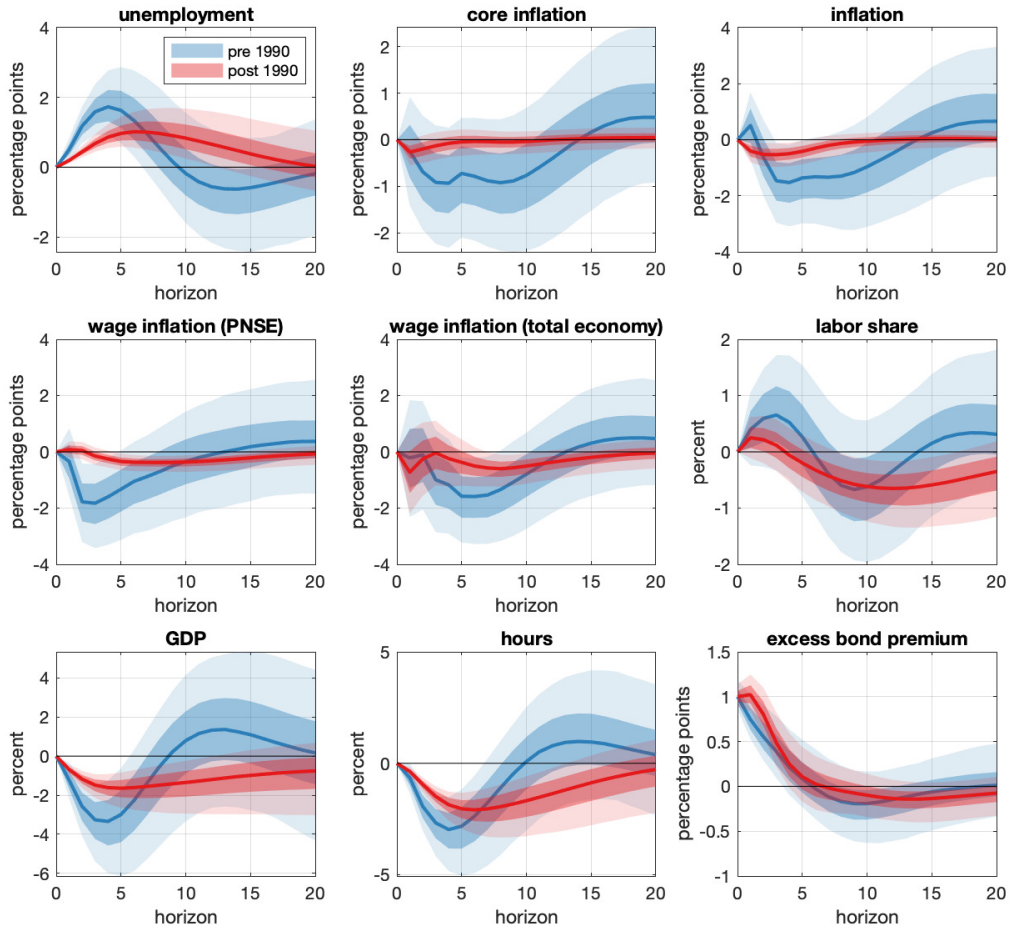 unemployment
4
2
0
-2
percentage points
pre 1990
post 1990
0 5 10 15 20
horizon
core inflation
2
1
0
-1
-2
percentage points
0 5 10 15 20
horizon
inflation
4
2
0
-2
-4
percentage points
0 5 10 15 20
horizon
wage inflation (PNSE)
4
2
0
-2
-4
percentage points
0 5 10 15 20
horizon
wage inflation (total economy)
4
2
0
-2
-4
percentage points
0 5 10 15 20
horizon
labor share
2
1
0
-1
-2
percent
0 5 10 15 20
horizon
GDP
4
2
0
-2
-4
-6
percent
0 5 10 15 20
horizon
hours
5
0
-5
percent
0 5 10 15 20
horizon
excess bond premium
1.5
1
0.5
0
-0.5
-1
percentage points
0 5 10 15 20
horizon